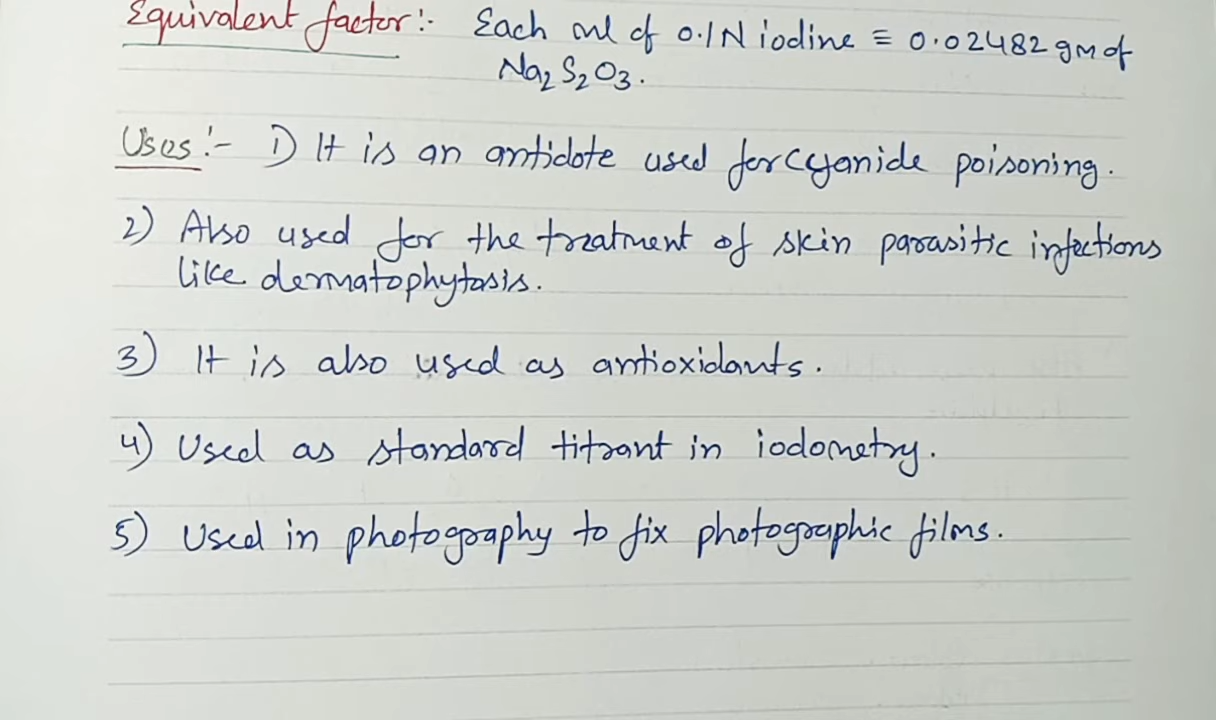 Equivalent factor:- Each ml of 0.1N iodine ≡ 0.02482 gm of
Na₂S₂O₃.
Uses:- 1) It is an antidote used for cyanide poisoning.
2) Also used for the treatment of skin parasitic infections
like dermatophytosis.
3) It is also used as antioxidants.
4) Used as standard titrant in iodometry.
5) Used in photography to fix photographic films.